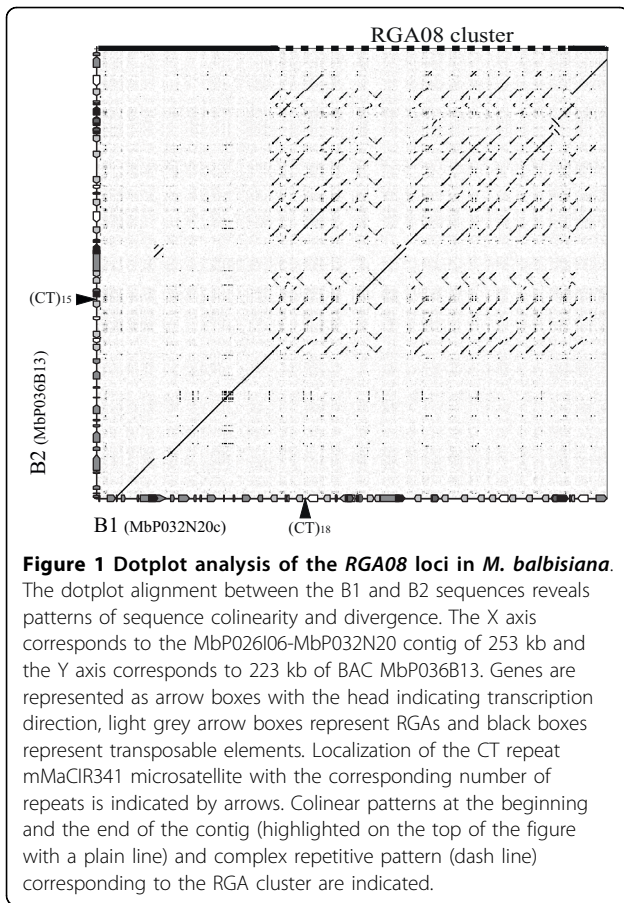 RGA08 cluster
(CT)15
B2 (MbP036B13)
B1 (MbP032N20c)
(CT)18
Figure 1 Dotplot analysis of the RGA08 loci in M. balbisiana.
The dotplot alignment between the B1 and B2 sequences reveals
patterns of sequence colinearity and divergence. The X axis
corresponds to the MbP026I06-MbP032N20 contig of 253 kb and
the Y axis corresponds to 223 kb of BAC MbP036B13. Genes are
represented as arrow boxes with the head indicating transcription
direction, light grey arrow boxes represent RGAs and black boxes
represent transposable elements. Localization of the CT repeat
mMaCIR341 microsatellite with the corresponding number of
repeats is indicated by arrows. Colinear patterns at the beginning
and the end of the contig (highlighted on the top of the figure
with a plain line) and complex repetitive pattern (dash line)
corresponding to the RGA cluster are indicated.